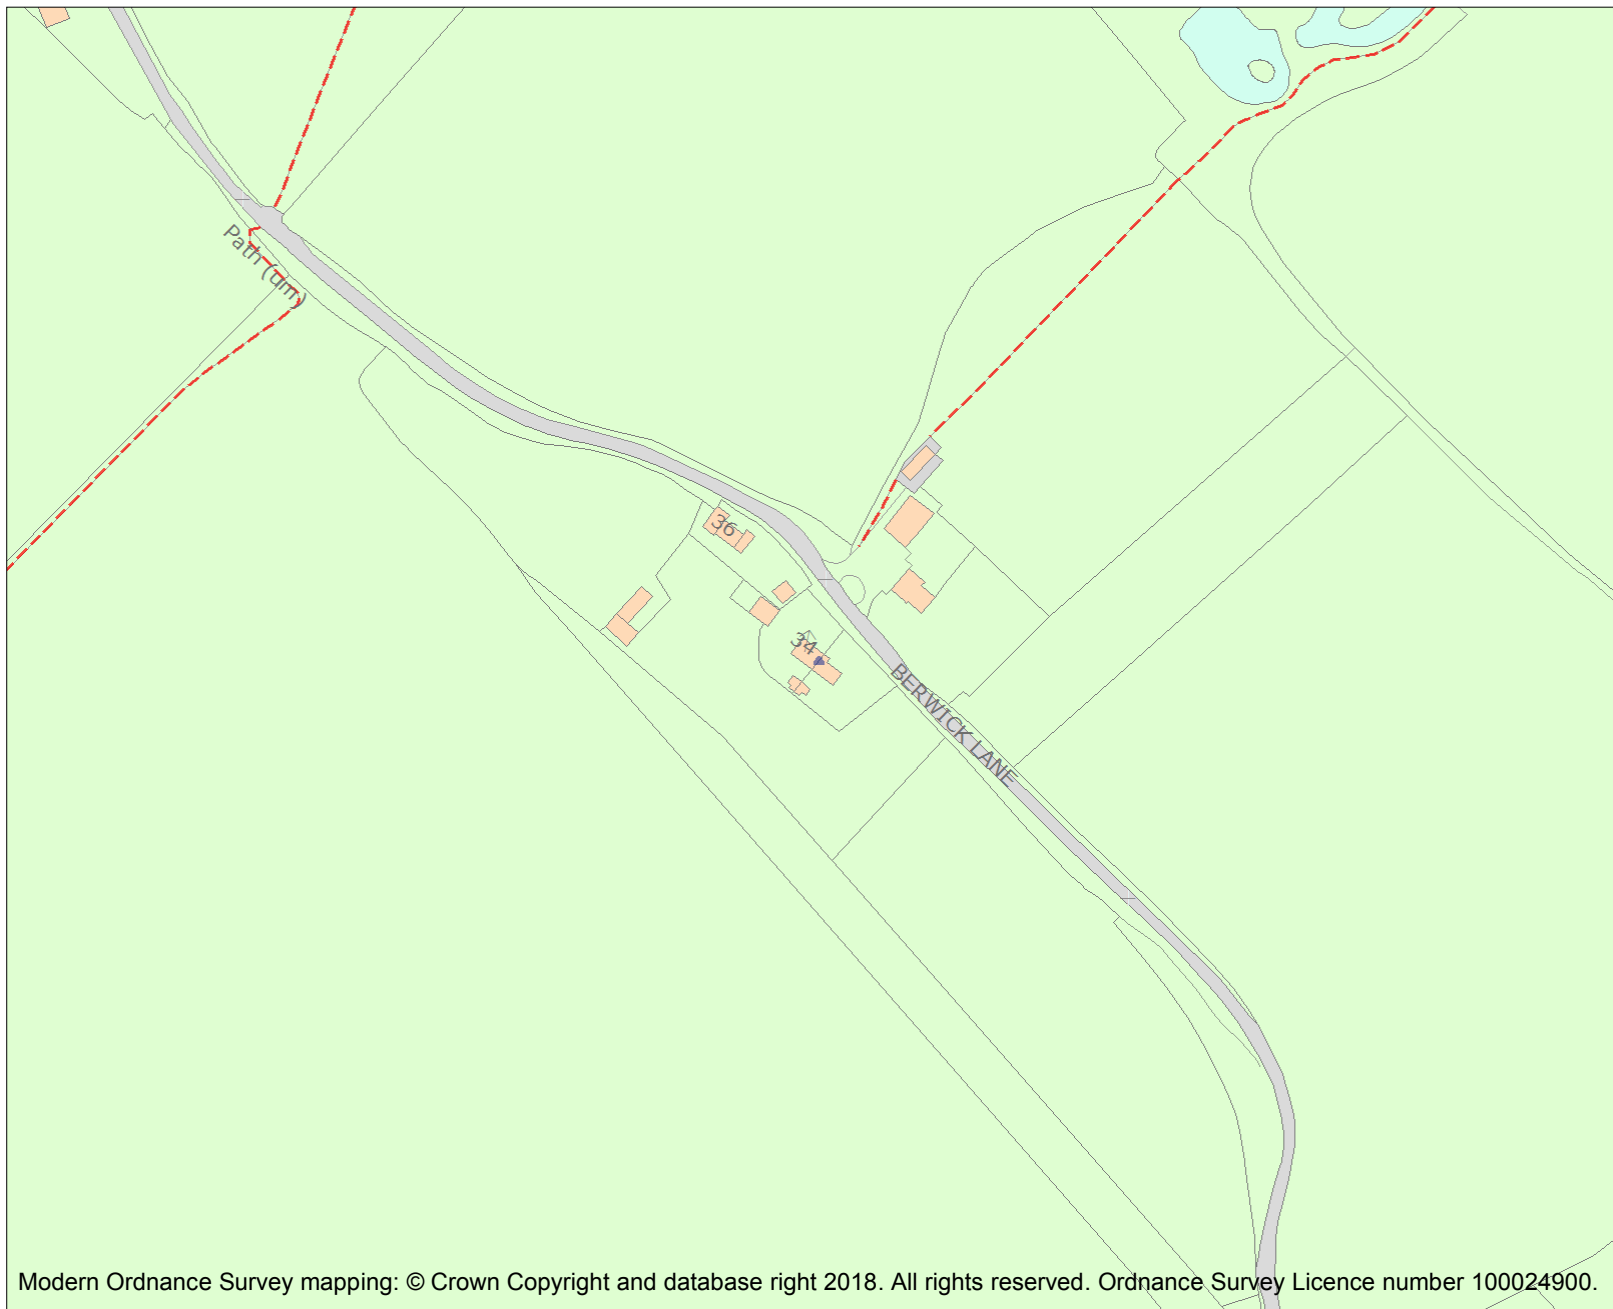 Path (um)
36
34
BERWICK LANE
Modern Ordnance Survey mapping: © Crown Copyright and database right 2018. All rights reserved. Ordnance Survey Licence number 100024900.